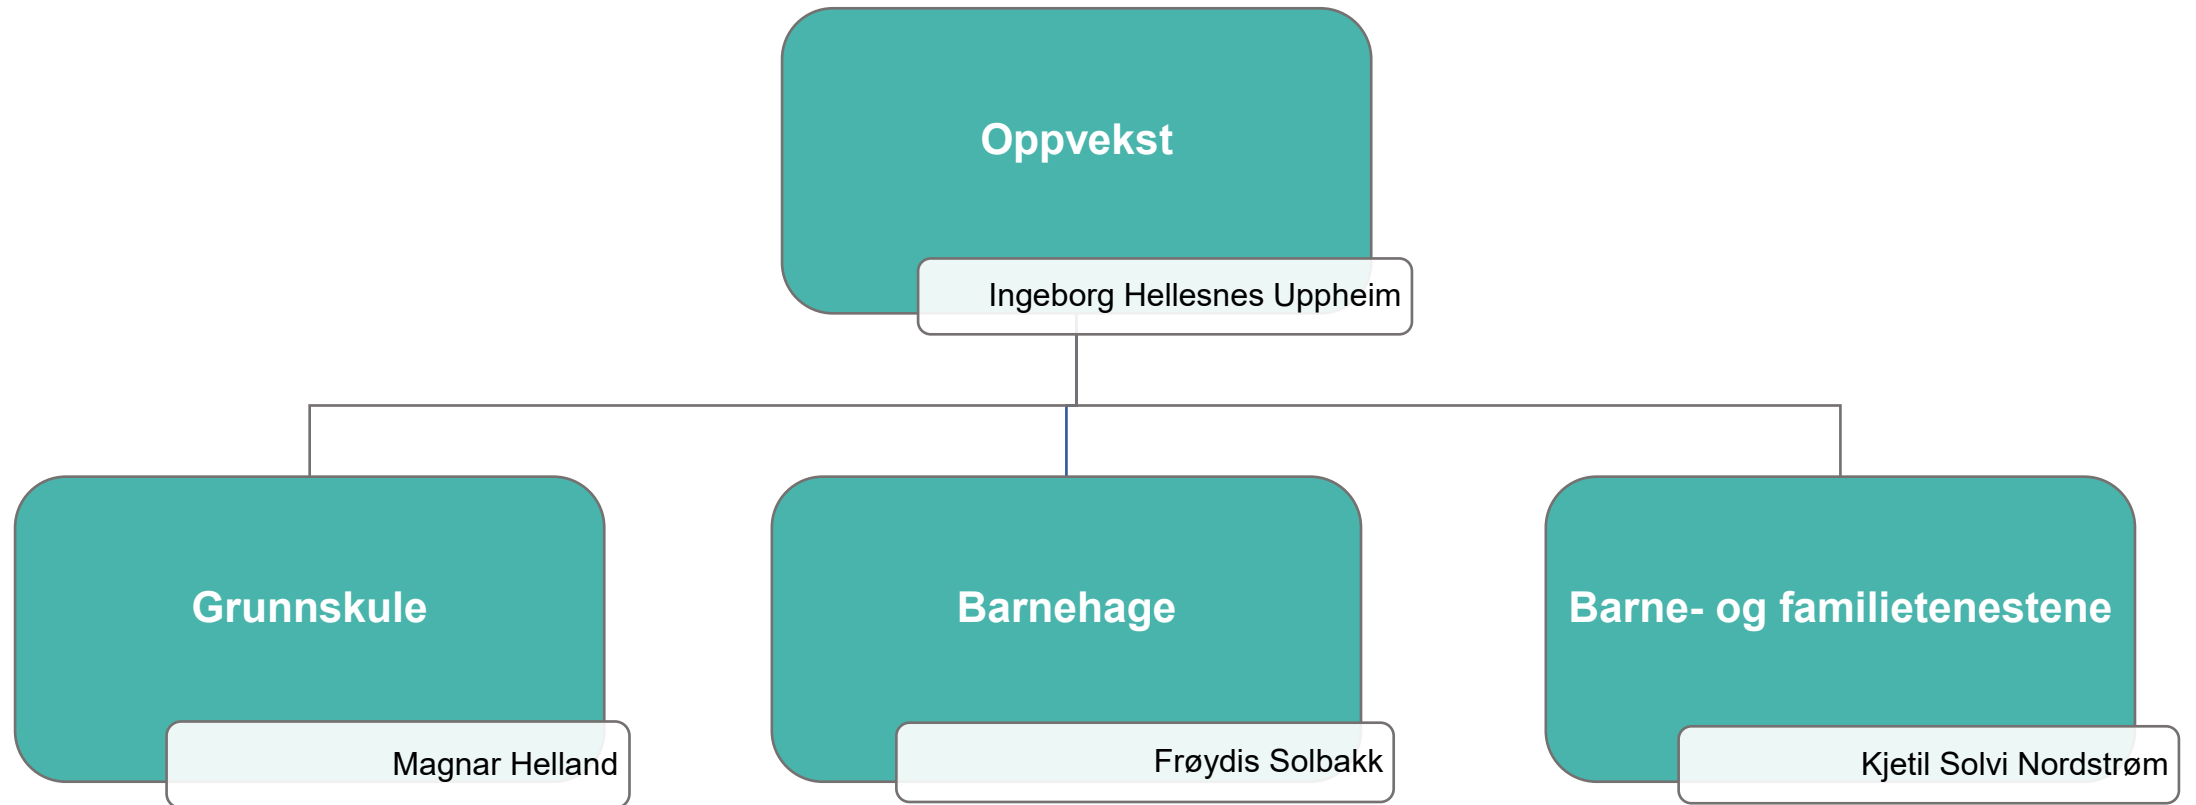 Oppvekst
Ingeborg Hellesnes Uppheim
Grunnskule
Magnar Helland
Barnehage
Frøydis Solbakk
Barne- og familietenestene
Kjetil Solvi Nordstrøm